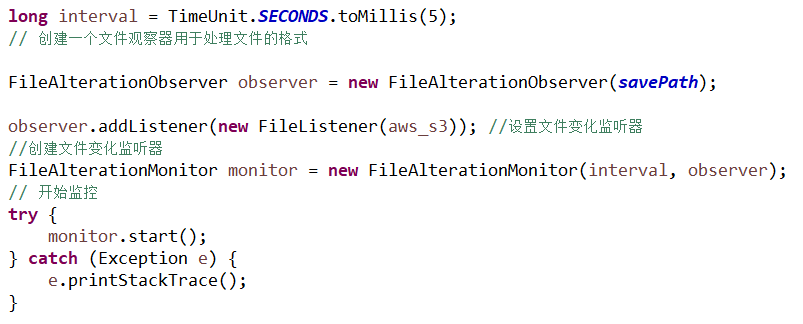 long interval = TimeUnit.SECONDS.toMillis(5);
// 创建一个文件观察器用于处理文件的格式
FileAlterationObserver observer = new FileAlterationObserver(savePath);
observer.addListener(new FileListener(aws_s3)); //设置文件变化监听器
//创建文件变化监听器
FileAlterationMonitor monitor = new FileAlterationMonitor(interval, observer);
// 开始监控
try {
    monitor.start();
} catch (Exception e) {
    e.printStackTrace();
}